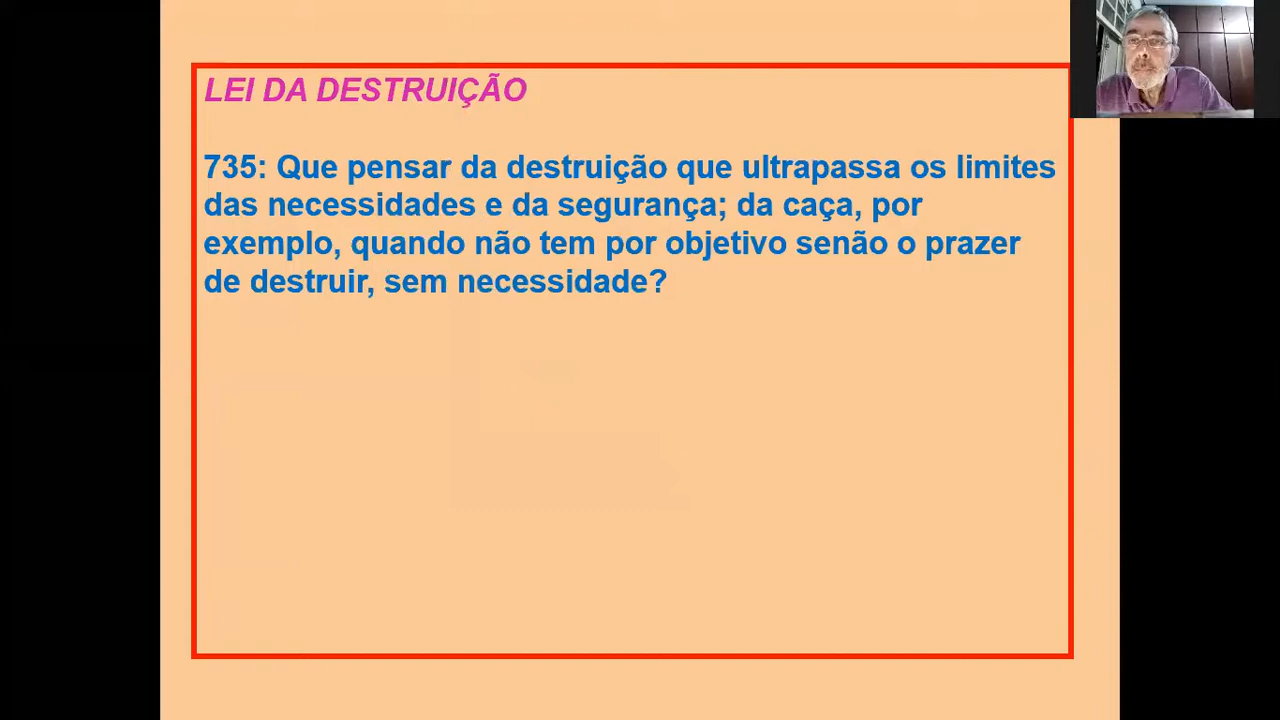 LEI DA DESTRUIÇÃO
735: Que pensar da destruição que ultrapassa os limites
das necessidades e da segurança; da caça, por
exemplo, quando não tem por objetivo senão o prazer
de destruir, sem necessidade?